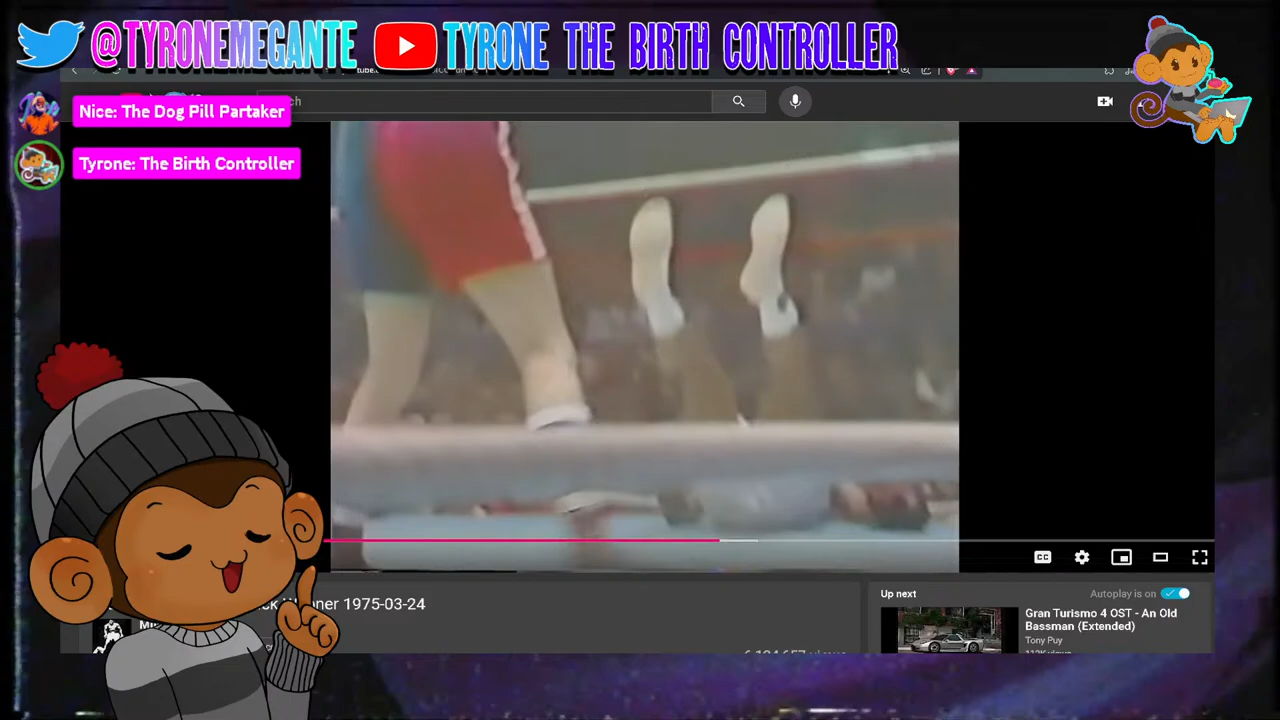 @TYRONEMEGANTE TYRONE THE BIRTH CONTROLLER
Nice: The Dog Pill Partaker
Tyrone: The Birth Controller
CC
1975-03-24
Up next
Autoplay is on
Gran Turismo 4 OST - An Old
Bassman (Extended)
Tony Puy